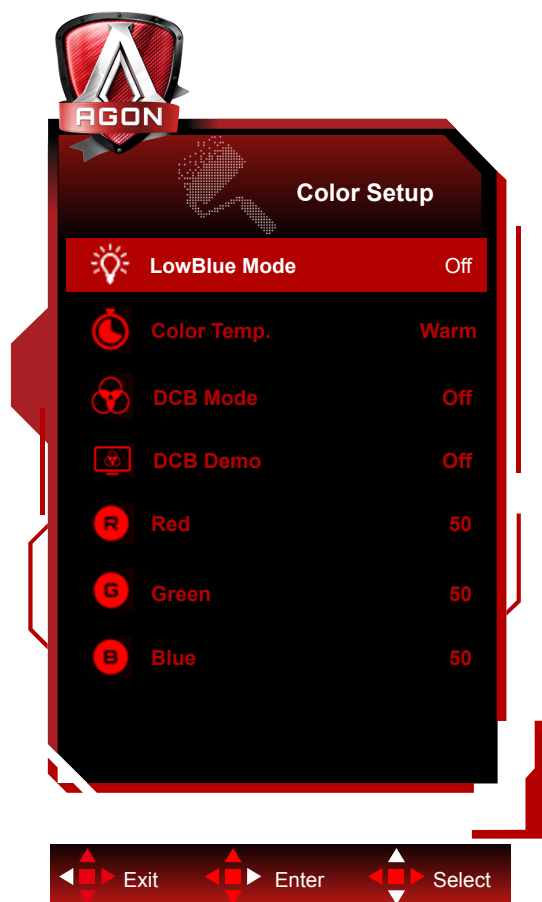 AGON
Color Setup
LowBlue Mode Off
Color Temp. Warm
DCB Mode Off
DCB Demo Off
R Red 50
G Green 50
B Blue 50
Exit Enter Select